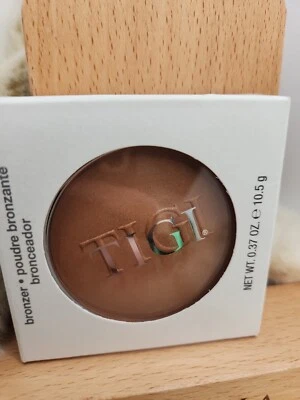 bronzer • poudre bronzante
bronceador
TIGI®
NET WT. 0.37 OZ. ℮ 10.5 g